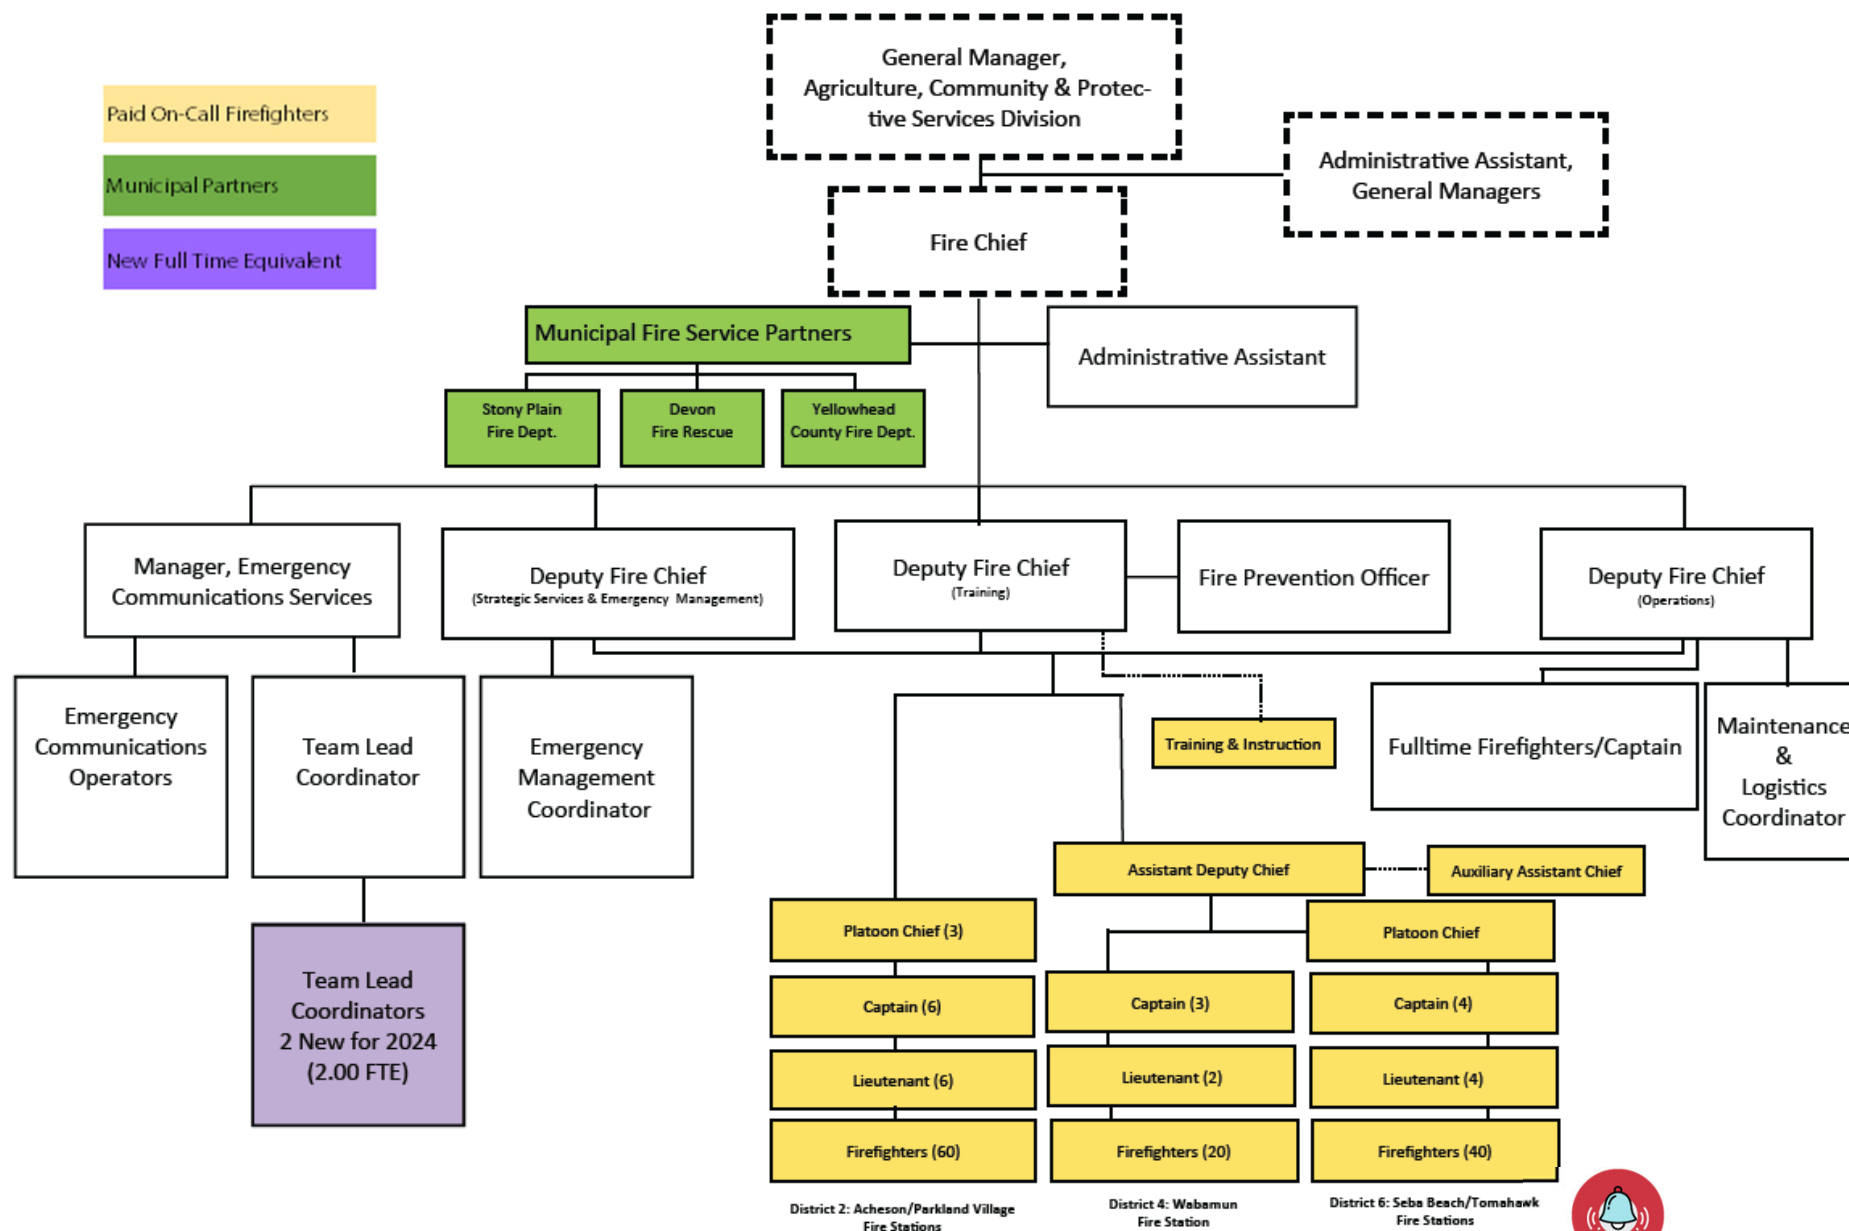 General Manager,
Agriculture, Community & Protec-
tive Services Division
Paid On-Call Firefighters
Administrative Assistant,
General Managers
Municipal Partners
Fire Chief
New Full Time Equivalent
Municipal Fire Service Partners
Administrative Assistant
Stony Plain
Fire Dept.
Devon
Fire Rescue
Yellowhead
County Fire Dept.
Manager, Emergency
Communications Services
Deputy Fire Chief
(Strategic Services & Emergency Management)
Deputy Fire Chief
(Training)
Fire Prevention Officer
Deputy Fire Chief
(Operations)
Emergency
Communications
Operators
Team Lead
Coordinator
Emergency
Management
Coordinator
Training & Instruction
Fulltime Firefighters/Captain
Maintenance
&
Logistics
Coordinator
Assistant Deputy Chief
Auxiliary Assistant Chief
Team Lead
Coordinators
2 New for 2024
(2.00 FTE)
Platoon Chief (3)
Captain (6)
Lieutenant (6)
Firefighters (60)
District 2: Acheson/Parkland Village
Fire Stations
Captain (3)
Lieutenant (2)
Firefighters (20)
District 4: Wabamun
Fire Station
Platoon Chief
Captain (4)
Lieutenant (4)
Firefighters (40)
District 6: Seba Beach/Tomahawk
Fire Stations